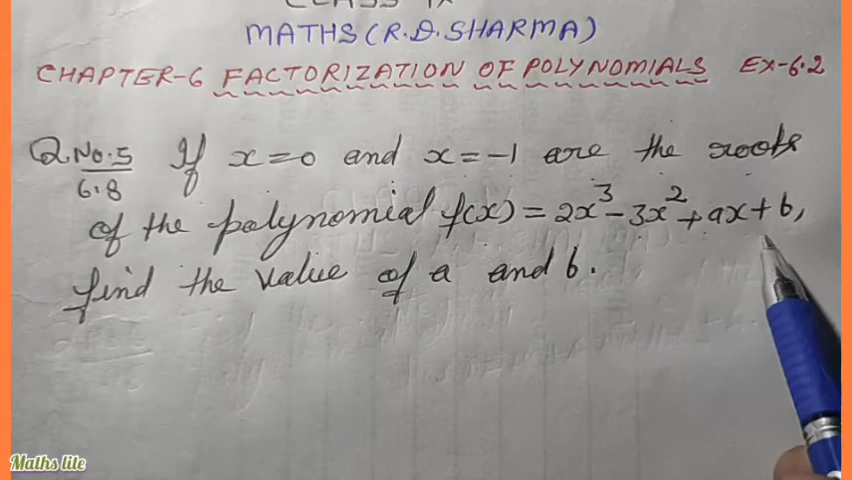 MATHS (R.D. SHARMA)
CHAPTER-6 FACTORIZATION OF POLYNOMIALS EX-6.2
Q.No.5 If x=0 and x=-1 are the roots
6.8
of the polynomial f(x) = 2x³ - 3x² + ax + b,
find the value of a and b.
Maths lite